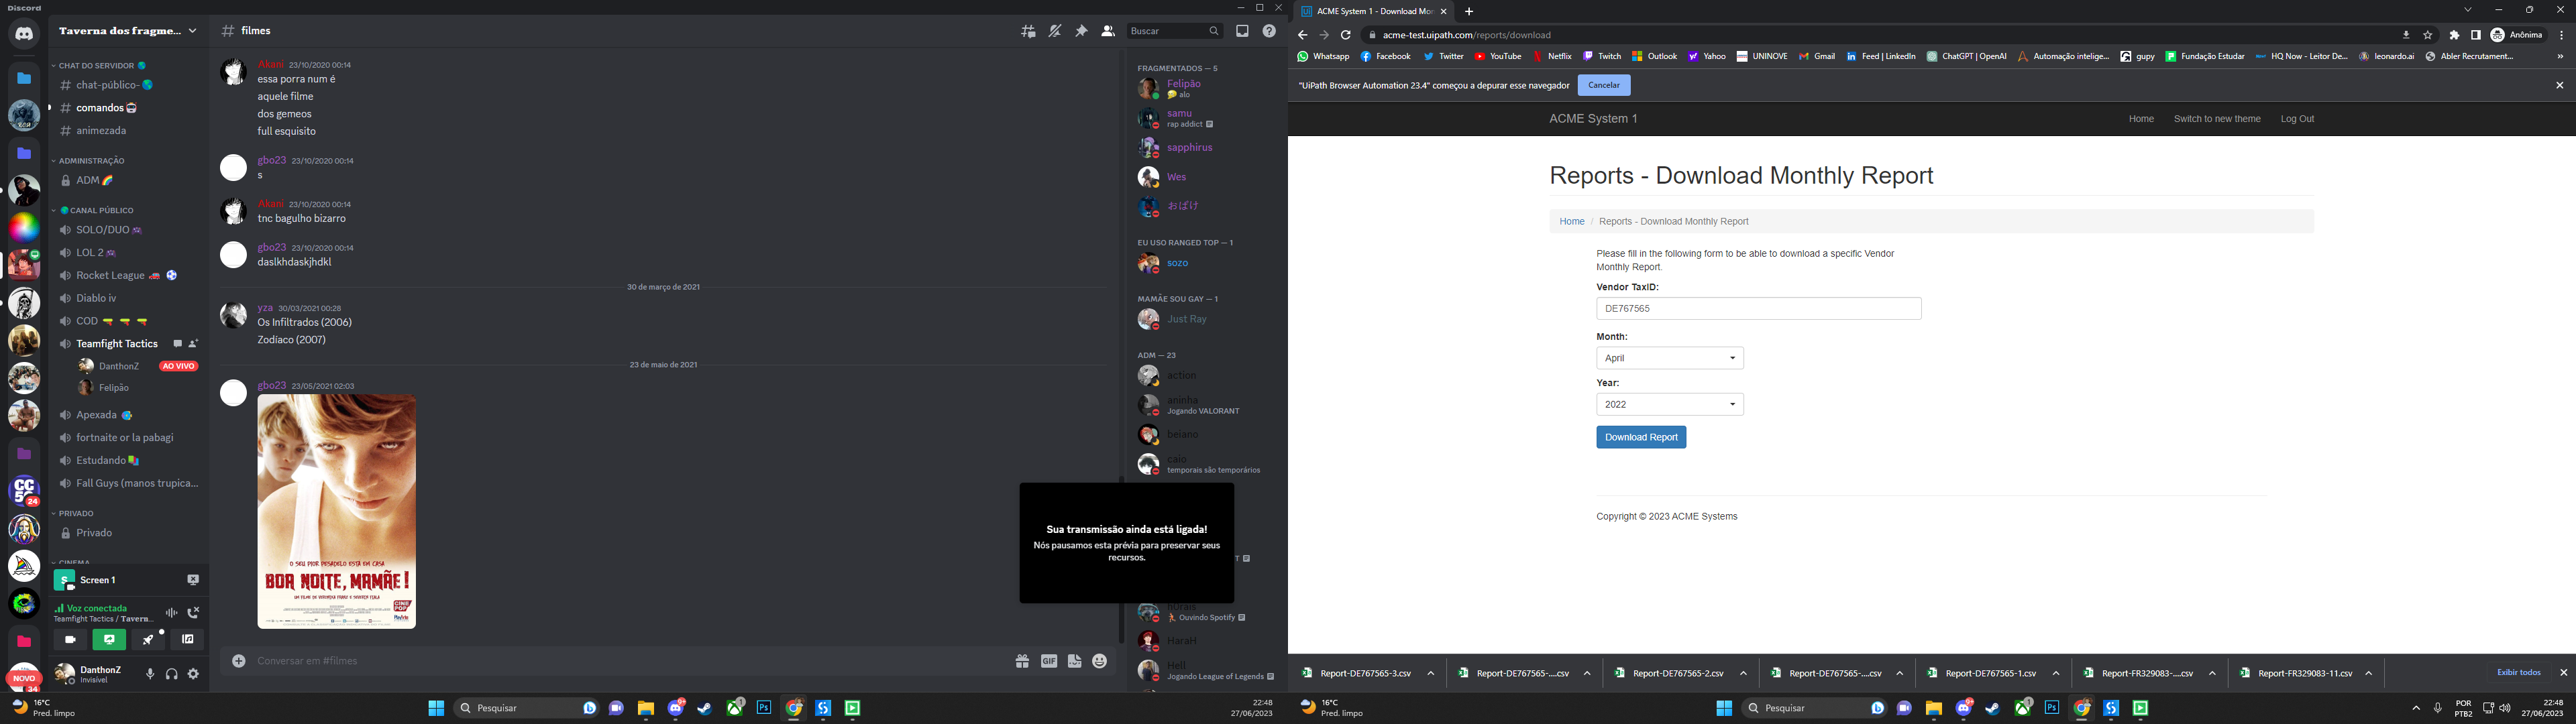 Discord
Taverna dos fragme...
CHAT DO SERVIDOR
chat-público-
comandos
animezada
ADMINISTRAÇÃO
ADM
CANAL PÚBLICO
SOLO/DUO
LOL 2
Rocket League
Diablo iv
COD
Teamfight Tactics
DanthonZ AO VIVO
Felipão
Apexada
fortnaite or la pabagi
Estudando
Fall Guys (manos trupica...
PRIVADO
Privado
CINEMA
24
NOVO
34
S Screen 1
Voz conectada
Teamfight Tactics / Tavern...
DanthonZ
Invisível
filmes
Buscar
Akani 23/10/2020 00:14
essa porra num é
aquele filme
dos gemeos
full esquisito
gbo23 23/10/2020 00:14
s
Akani 23/10/2020 00:14
tnc bagulho bizarro
gbo23 23/10/2020 00:14
daslkhdaskjhdkl
30 de março de 2021
yza 30/03/2021 00:28
Os Infiltrados (2006)
Zodíaco (2007)
23 de maio de 2021
gbo23 23/05/2021 02:03
O SEU PIOR PESADELO ESTÁ EM CASA
BOA NOITE, MAMÃE!
CINE POP
PlayArte
Conversar em #filmes
GIF
FRAGMENTADOS — 5
Felipão
alo
samu
rap addict
sapphirus
Wes
おばけ
EU USO RANGED TOP — 1
sozo
MAMÃE SOU GAY — 1
Just Ray
ADM — 23
action
aninha
Jogando VALORANT
beiano
caio
temporais são temporários
Sua transmissão ainda está ligada!
Nós pausamos esta prévia para preservar seus
recursos.
T
Ouvindo Spotify
HaraH
Hell
Jogando League of Legends
16°C
Pred. limpo
Pesquisar
Ps
22:48
27/06/2023
ACME System 1 - Download Mon
acme-test.uipath.com/reports/download
Anônima
Whatsapp
Facebook
Twitter
YouTube
Netflix
Twitch
Outlook
Yahoo
UNINOVE
Gmail
Feed | LinkedIn
ChatGPT | OpenAI
Automação intelige...
gupy
Fundação Estudar
HQ Now - Leitor De...
leonardo.ai
Abler Recrutament...
"UiPath Browser Automation 23.4" começou a depurar esse navegador
Cancelar
ACME System 1
Home
Switch to new theme
Log Out
Reports - Download Monthly Report
Home / Reports - Download Monthly Report
Please fill in the following form to be able to download a specific Vendor
Monthly Report.
Vendor TaxID:
DE767565
Month:
April
Year:
2022
Download Report
Copyright © 2023 ACME Systems
Report-DE767565-3.csv
Report-DE767565-....csv
Report-DE767565-2.csv
Report-DE767565-....csv
Report-DE767565-1.csv
Report-FR329083-....csv
Report-FR329083-11.csv
Exibir todos
16°C
Pred. limpo
Pesquisar
Ps
POR
PTB2
22:48
27/06/2023